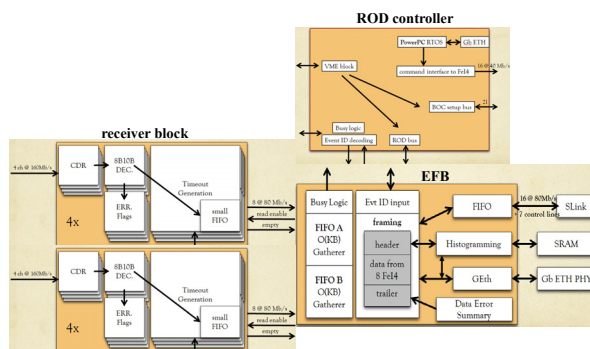 ROD controller
PowerPC RTOS
Gb ETH
VME block
command interface to FeI4
16 @ 40 Mb/s
BOC setup bus
21
Busy logic
Event ID decoding
ROD bus
receiver block
4 ch @ 160Mb/s
CDR
8B10B
DEC.
Timeout
Generation
ERR.
Flags
small
FIFO
4x
8 @ 80 Mb/s
read enable
empty
4 ch @ 160Mb/s
CDR
8B10B
DEC.
Timeout
Generation
ERR.
Flags
small
FIFO
4x
8 @ 80 Mb/s
read enable
empty
EFB
Busy Logic
FIFO A
O(KB)
Gatherer
FIFO B
O(KB)
Gatherer
Evt ID input
framing
header
data from
8 FeI4
trailer
FIFO
16 @ 80Mb/s
7 control lines
SLink
Histogramming
SRAM
GEth
Gb ETH PHY
Data Error
Summary